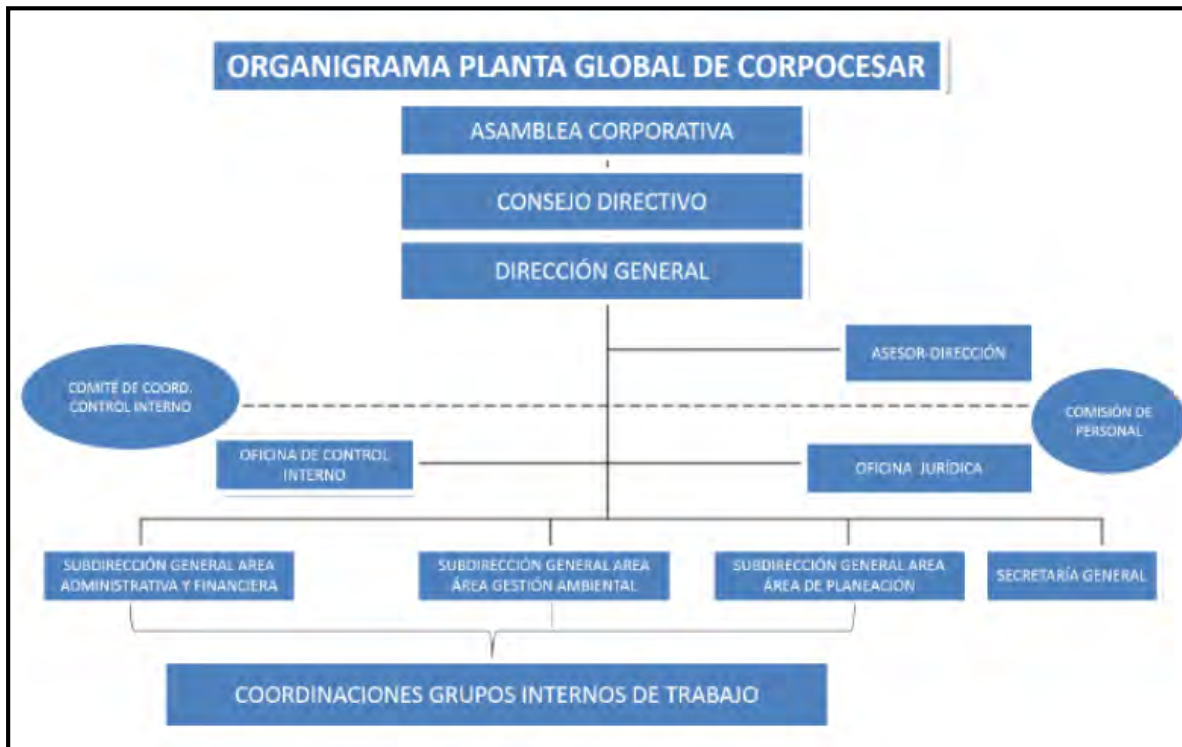 ORGANIGRAMA PLANTA GLOBAL DE CORPOCESAR
ASAMBLEA CORPORATIVA
CONSEJO DIRECTIVO
DIRECCIÓN GENERAL
ASESOR-DIRECCIÓN
COMITÉ DE COORD.
CONTROL INTERNO
COMISIÓN DE
PERSONAL
OFICINA DE CONTROL
INTERNO
OFICINA JURÍDICA
SUBDIRECCIÓN GENERAL AREA
ADMINISTRATIVA Y FINANCIERA
SUBDIRECCIÓN GENERAL AREA
ÁREA GESTIÓN AMBIENTAL
SUBDIRECCIÓN GENERAL AREA
ÁREA DE PLANEACIÓN
SECRETARÍA GENERAL
COORDINACIONES GRUPOS INTERNOS DE TRABAJO